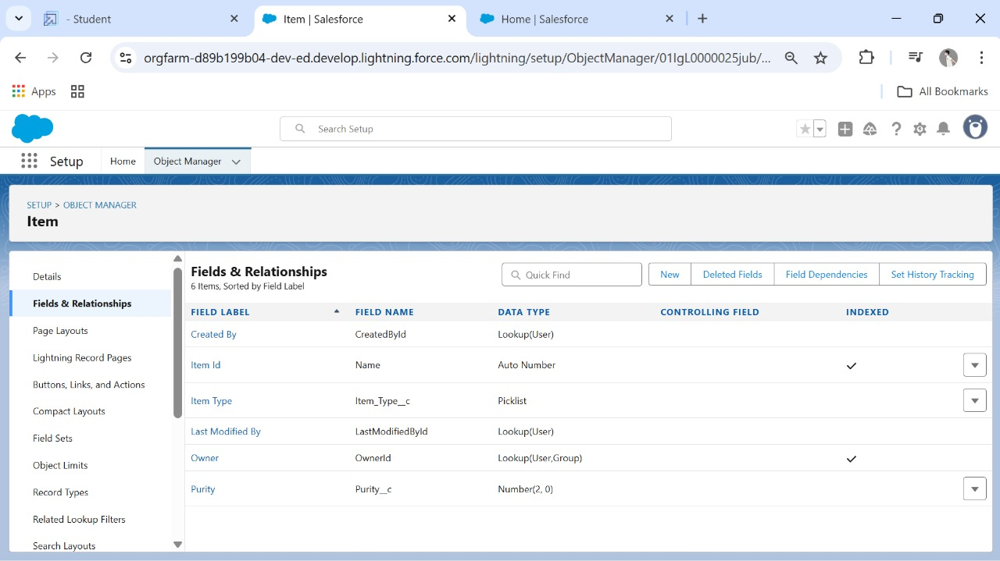 - Student
Item | Salesforce
Home | Salesforce
orgfarm-d89b199b04-dev-ed.develop.lightning.force.com/lightning/setup/ObjectManager/01IgL0000025jub/...
Apps
All Bookmarks
Search Setup
Setup
Home
Object Manager
SETUP > OBJECT MANAGER
Item
Details
Fields & Relationships
Page Layouts
Lightning Record Pages
Buttons, Links, and Actions
Compact Layouts
Field Sets
Object Limits
Record Types
Related Lookup Filters
Search Layouts
Fields & Relationships
6 Items, Sorted by Field Label
Quick Find
New
Deleted Fields
Field Dependencies
Set History Tracking
FIELD LABEL FIELD NAME DATA TYPE CONTROLLING FIELD INDEXED
Created By CreatedById Lookup(User)
Item Id Name Auto Number
Item Type Item_Type__c Picklist
Last Modified By LastModifiedById Lookup(User)
Owner OwnerId Lookup(User,Group)
Purity Purity__c Number(2, 0)